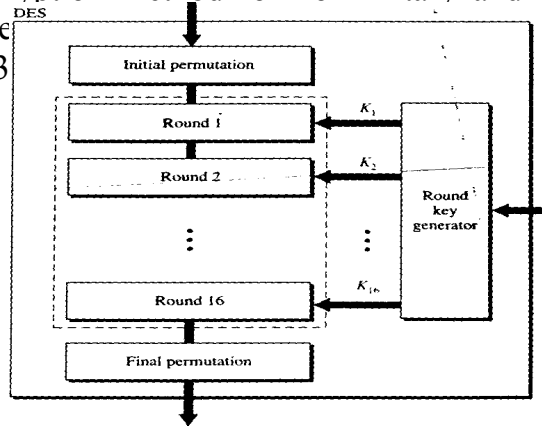 DES
Initial permutation
Round 1
K₁
Round 2
K₂
Round
key
generator
Round 16
K₁₆
Final permutation